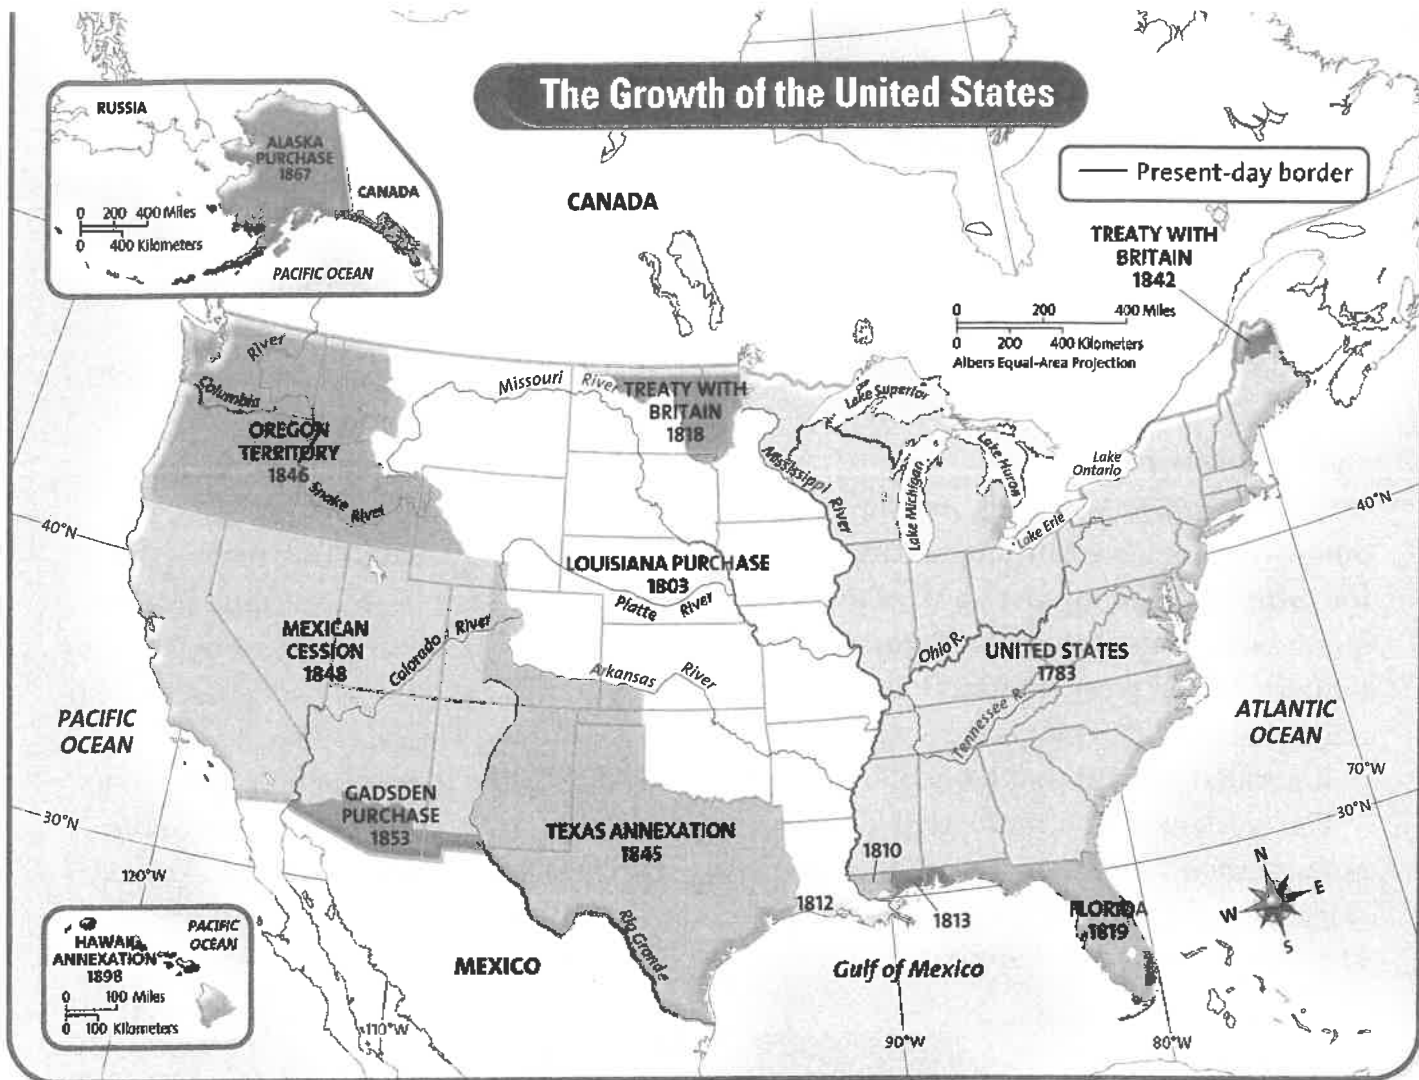 The Growth of the United States
RUSSIA
ALASKA
PURCHASE
1867
CANADA
0 200 400 Miles
0 400 Kilometers
PACIFIC OCEAN
CANADA
Present-day border
TREATY WITH
BRITAIN
1842
0 200 400 Miles
0 200 400 Kilometers
Albers Equal-Area Projection
River
Columbia
OREGON
TERRITORY
1846
Snake River
Missouri River
TREATY WITH
BRITAIN
1818
Mississippi River
Lake Superior
Lake Michigan
Lake Huron
Lake
Ontario
Lake Erie
40°N
40°N
LOUISIANA PURCHASE
1803
Platte River
MEXICAN
CESSION
1848
Colorado River
Arkansas River
Ohio R.
UNITED STATES
1783
Tennessee R.
PACIFIC
OCEAN
ATLANTIC
OCEAN
70°W
30°N
30°N
GADSDEN
PURCHASE
1853
TEXAS ANNEXATION
1845
1810
1812
1813
FLORIDA
1819
N
E
W
S
120°W
HAWAII
ANNEXATION
1898
PACIFIC
OCEAN
0 100 Miles
0 100 Kilometers
MEXICO
Rio Grande
Gulf of Mexico
110°W
90°W
80°W